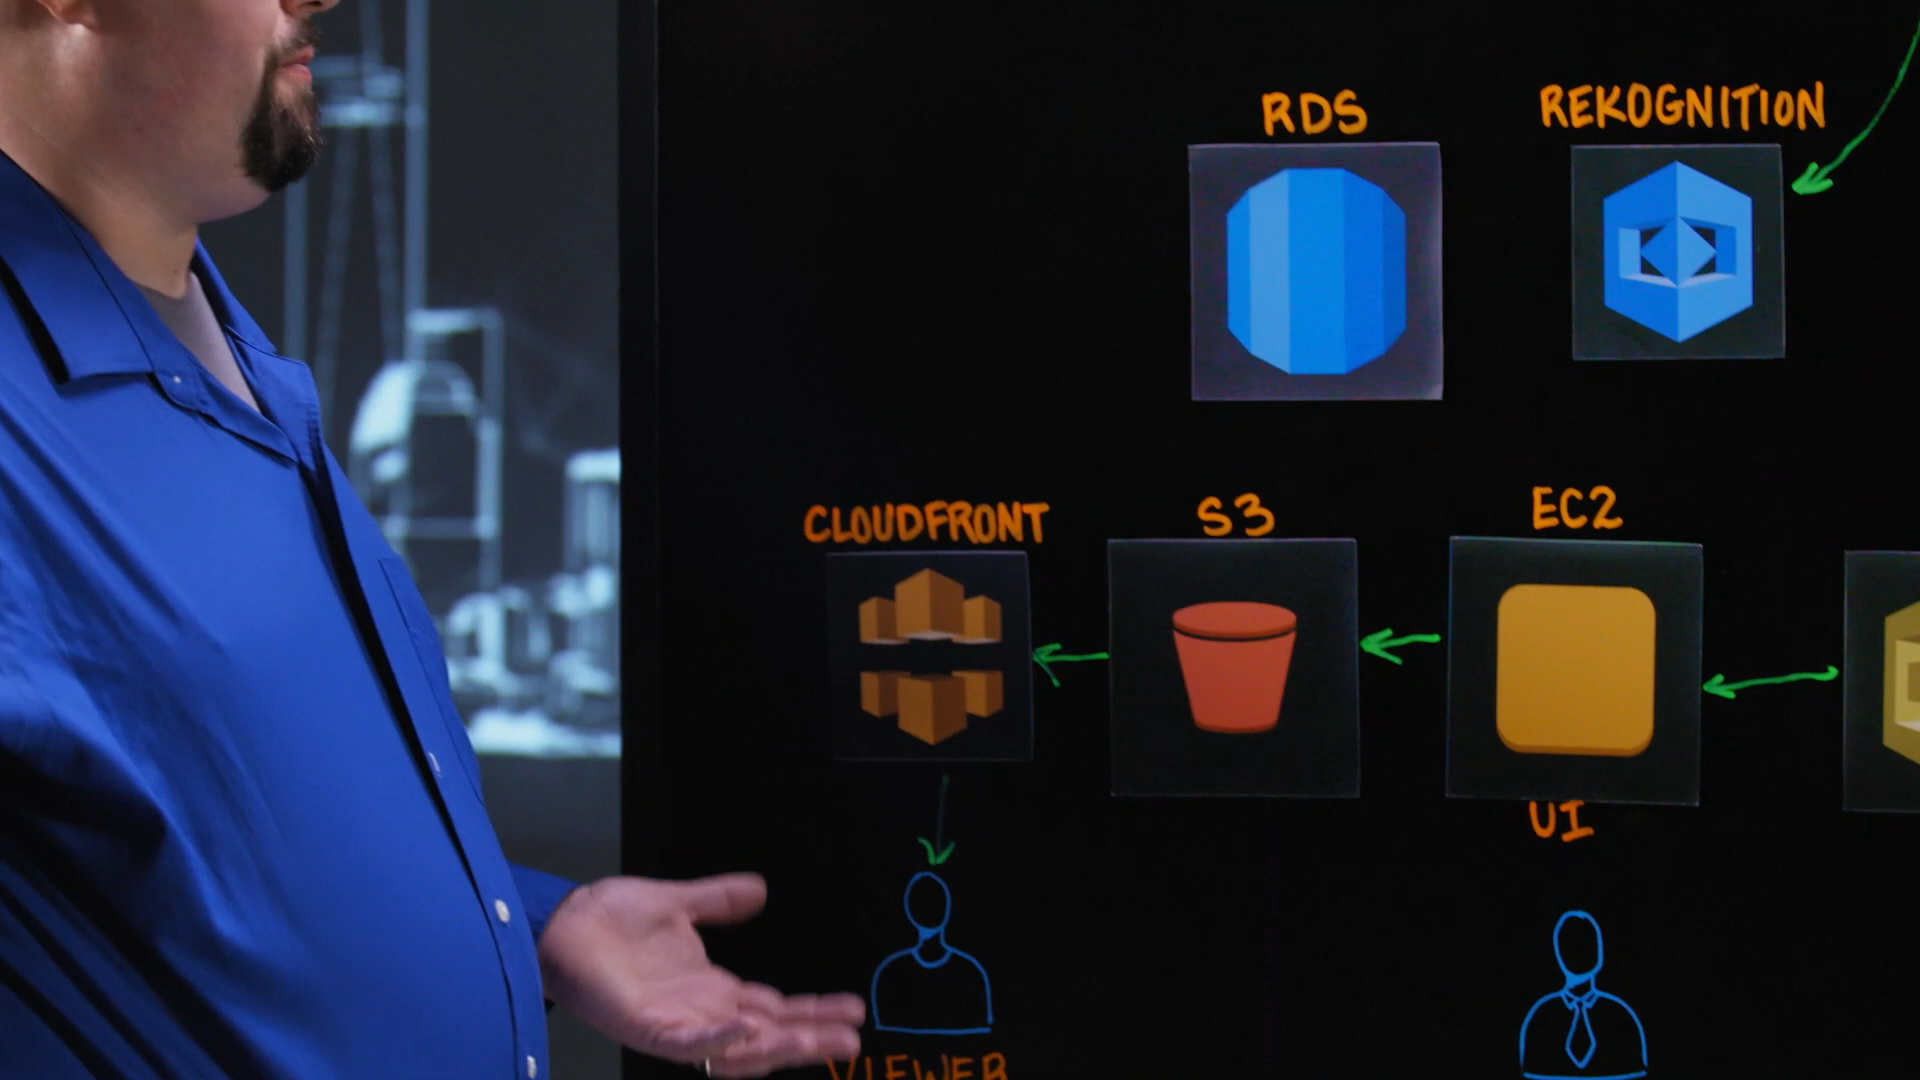 RDS
REKOGNITION
CLOUDFRONT
S3
EC2
UI
VIEWER